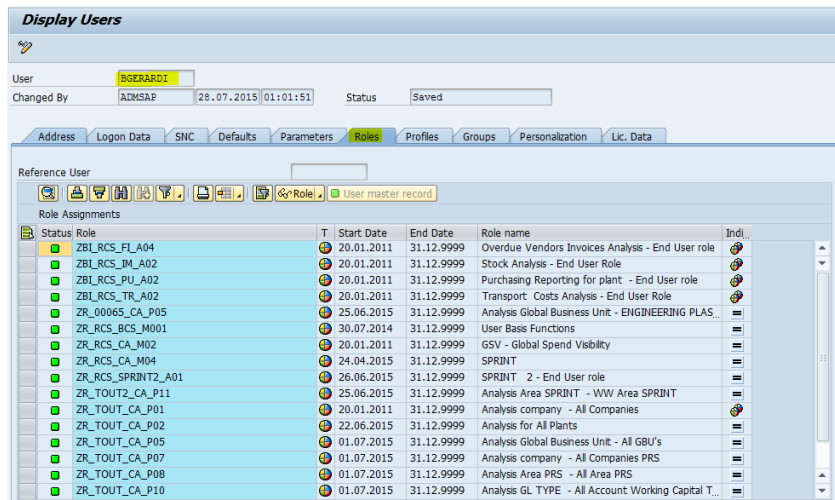 Display Users
User BGERARDI
Changed By ADMSAP 28.07.2015 01:01:51 Status Saved
Address Logon Data SNC Defaults Parameters Roles Profiles Groups Personalization Lic. Data
Reference User
Role User master record
Role Assignments
Status Role T Start Date End Date Role name Indi...
ZBI_RCS_FI_A04 20.01.2011 31.12.9999 Overdue Vendors Invoices Analysis - End User role
ZBI_RCS_IM_A02 20.01.2011 31.12.9999 Stock Analysis - End User Role
ZBI_RCS_PU_A02 20.01.2011 31.12.9999 Purchasing Reporting for plant - End User role
ZBI_RCS_TR_A02 20.01.2011 31.12.9999 Transport Costs Analysis - End User Role
ZR_00065_CA_P05 25.06.2015 31.12.9999 Analysis Global Business Unit - ENGINEERING PLAS...
ZR_RCS_BCS_M001 30.07.2014 31.12.9999 User Basis Functions
ZR_RCS_CA_M02 20.01.2011 31.12.9999 GSV - Global Spend Visibility
ZR_RCS_CA_M04 24.04.2015 31.12.9999 SPRINT
ZR_RCS_SPRINT2_A01 26.06.2015 31.12.9999 SPRINT 2 - End User role
ZR_TOUT2_CA_P11 25.06.2015 31.12.9999 Analysis Area SPRINT - WW Area SPRINT
ZR_TOUT_CA_P01 20.01.2011 31.12.9999 Analysis company - All Companies
ZR_TOUT_CA_P02 22.06.2015 31.12.9999 Analysis for All Plants
ZR_TOUT_CA_P05 01.07.2015 31.12.9999 Analysis Global Business Unit - All GBU's
ZR_TOUT_CA_P07 01.07.2015 31.12.9999 Analysis company - All Companies PRS
ZR_TOUT_CA_P08 01.07.2015 31.12.9999 Analysis Area PRS - All Area PRS
ZR_TOUT_CA_P10 01.07.2015 31.12.9999 Analysis GL TYPE - All Account Working Capital T...